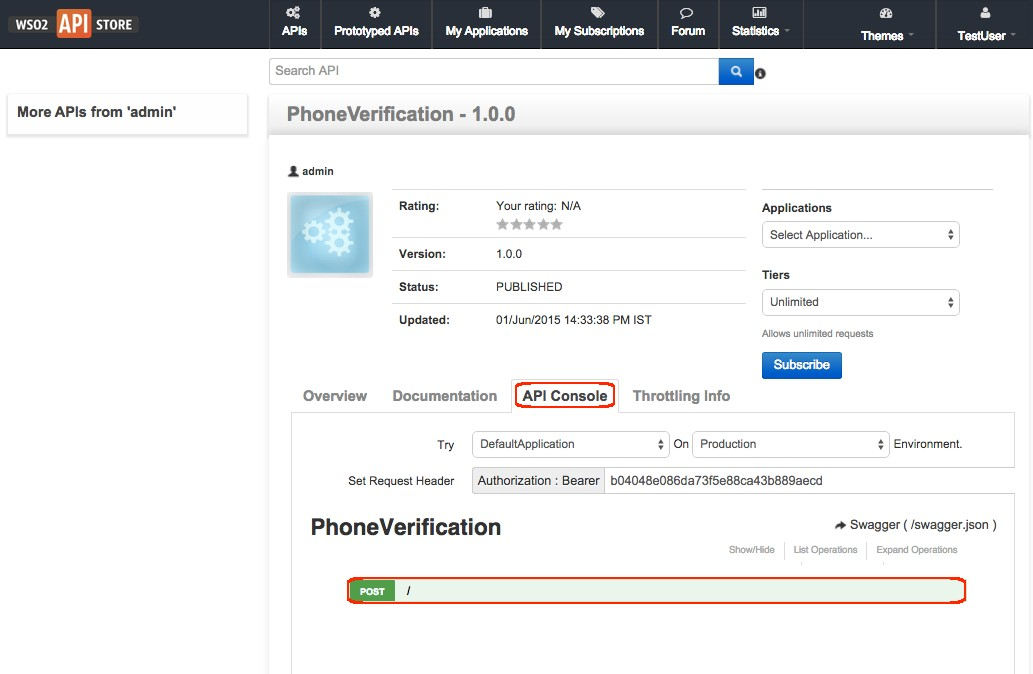 WSO2 API STORE
APIs
Prototyped APIs
My Applications
My Subscriptions
Forum
Statistics
Themes
TestUser
Search API
More APIs from 'admin'
PhoneVerification - 1.0.0
admin
Rating: Your rating: N/A
Version: 1.0.0
Status: PUBLISHED
Updated: 01/Jun/2015 14:33:38 PM IST
Applications
Select Application...
Tiers
Unlimited
Allows unlimited requests
Subscribe
Overview Documentation API Console Throttling Info
Try DefaultApplication On Production Environment.
Set Request Header Authorization : Bearer b04048e086da73f5e88ca43b889aecd
PhoneVerification
Swagger ( /swagger.json )
Show/Hide List Operations Expand Operations
POST /